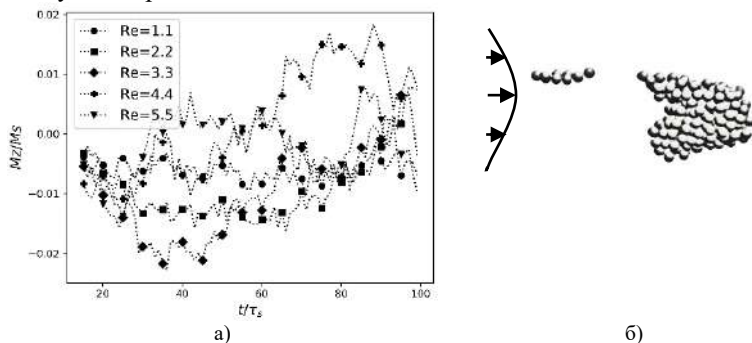 0.02
0.01
0.00
−0.01
−0.02
Mz/Ms
Re=1.1
Re=2.2
Re=3.3
Re=4.4
Re=5.5
20 40 60 80 100
t/τs
а) б)